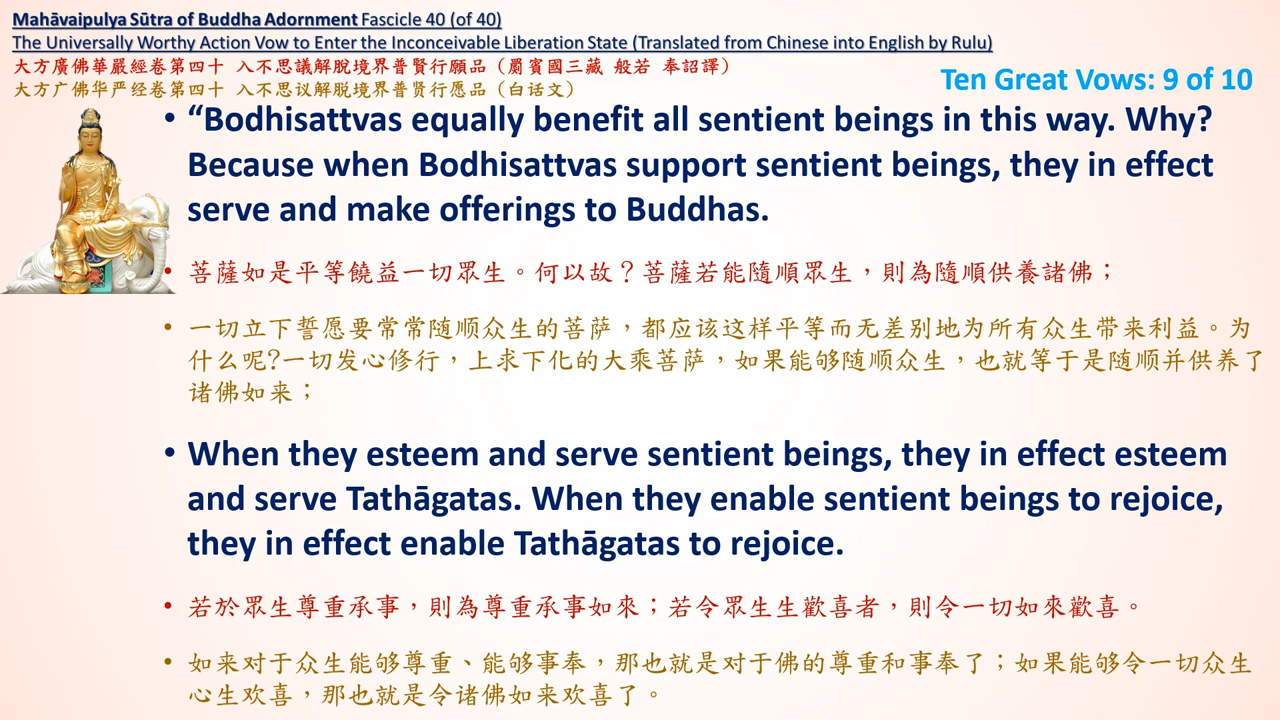 Mahāvaipulya Sūtra of Buddha Adornment Fascicle 40 (of 40)
The Universally Worthy Action Vow to Enter the Inconceivable Liberation State (Translated from Chinese into English by Rulu)
大方廣佛華嚴經卷第四十 入不思議解脫境界普賢行願品（罽賓國三藏 般若 奉詔譯）
大方广佛华严经卷第四十 入不思议解脱境界普贤行愿品（白话文）
Ten Great Vows: 9 of 10
• “Bodhisattvas equally benefit all sentient beings in this way. Why?
Because when Bodhisattvas support sentient beings, they in effect
serve and make offerings to Buddhas.
• 菩薩如是平等饒益一切眾生。何以故？菩薩若能隨順眾生，則為隨順供養諸佛；
• 一切立下誓愿要常常随顺众生的菩萨，都应该这样平等而无差别地为所有众生带来利益。为
什么呢?一切发心修行，上求下化的大乘菩萨，如果能够随顺众生，也就等于是随顺并供养了
诸佛如来；
• When they esteem and serve sentient beings, they in effect esteem
and serve Tathāgatas. When they enable sentient beings to rejoice,
they in effect enable Tathāgatas to rejoice.
• 若於眾生尊重承事，則為尊重承事如來；若令眾生生歡喜者，則令一切如來歡喜。
• 如来对于众生能够尊重、能够事奉，那也就是对于佛的尊重和事奉了；如果能够令一切众生
心生欢喜，那也就是令诸佛如来欢喜了。